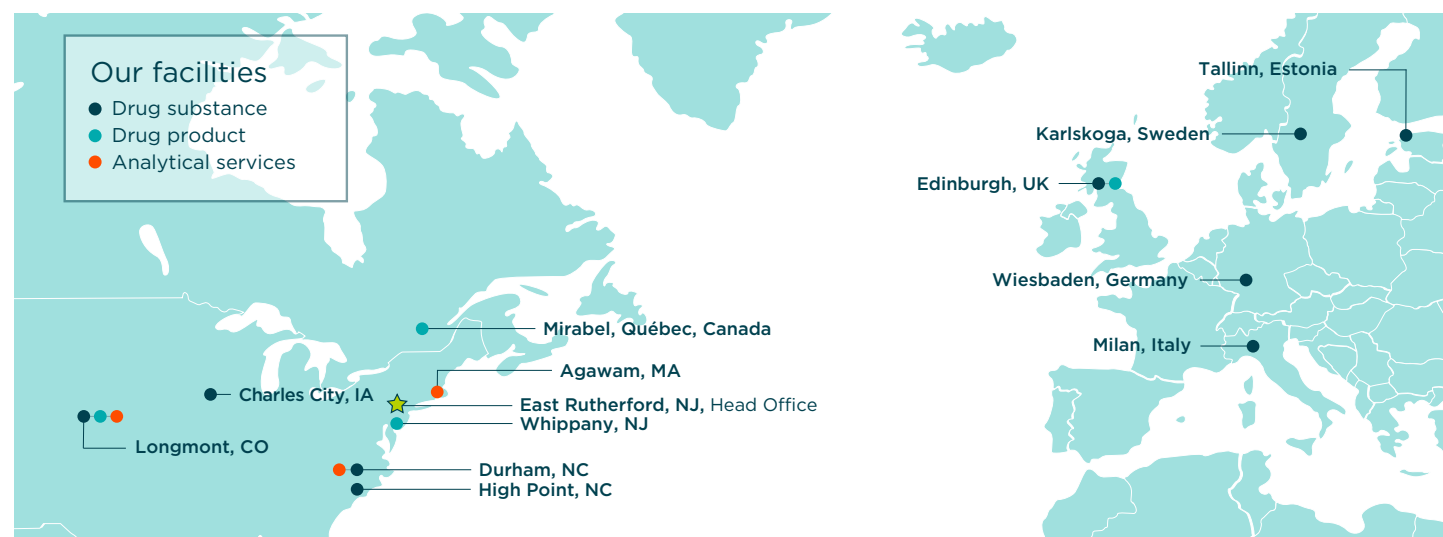 Our facilities
Drug substance
Drug product
Analytical services
Mirabel, Québec, Canada
Agawam, MA
Charles City, IA
East Rutherford, NJ, Head Office
Whippany, NJ
Longmont, CO
Durham, NC
High Point, NC
Tallinn, Estonia
Karlskoga, Sweden
Edinburgh, UK
Wiesbaden, Germany
Milan, Italy